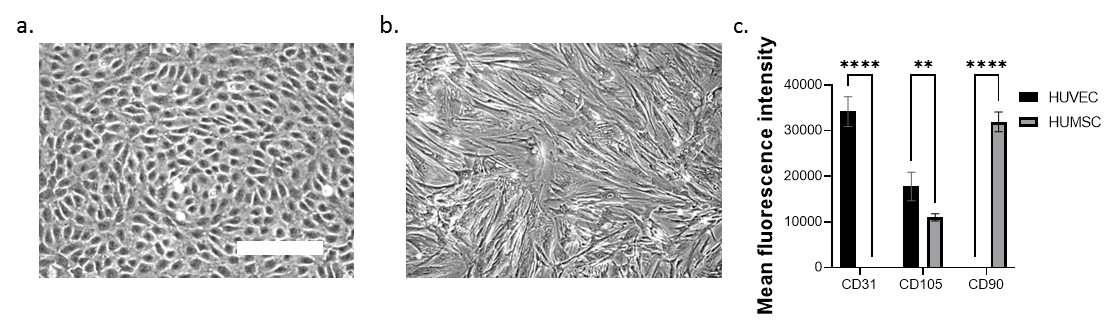 a.
b.
c.
Mean fluorescence intensity
40000
30000
20000
10000
0
****
**
****
CD31
CD105
CD90
HUVEC
HUMSC